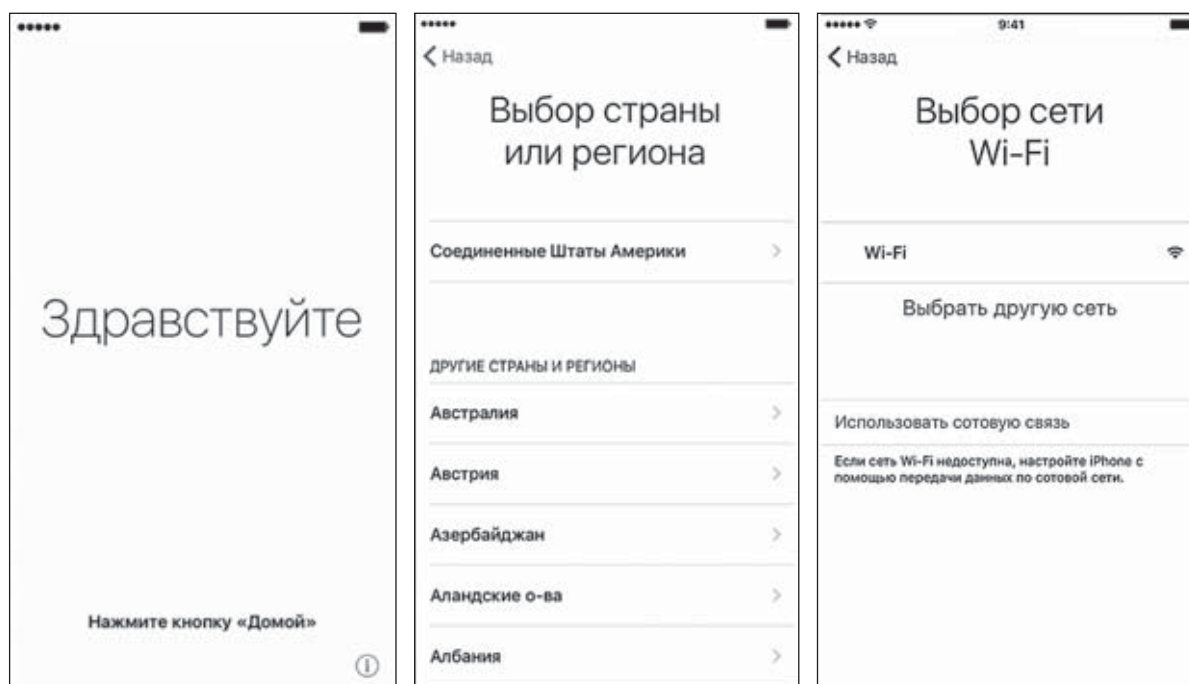 Здравствуйте
Нажмите кнопку «Домой»
Назад
Выбор страны
или региона
Соединенные Штаты Америки
ДРУГИЕ СТРАНЫ И РЕГИОНЫ
Австралия
Австрия
Азербайджан
Аландские о-ва
Албания
9:41
Назад
Выбор сети
Wi-Fi
Wi-Fi
Выбрать другую сеть
Использовать сотовую связь
Если сеть Wi-Fi недоступна, настройте iPhone с
помощью передачи данных по сотовой сети.